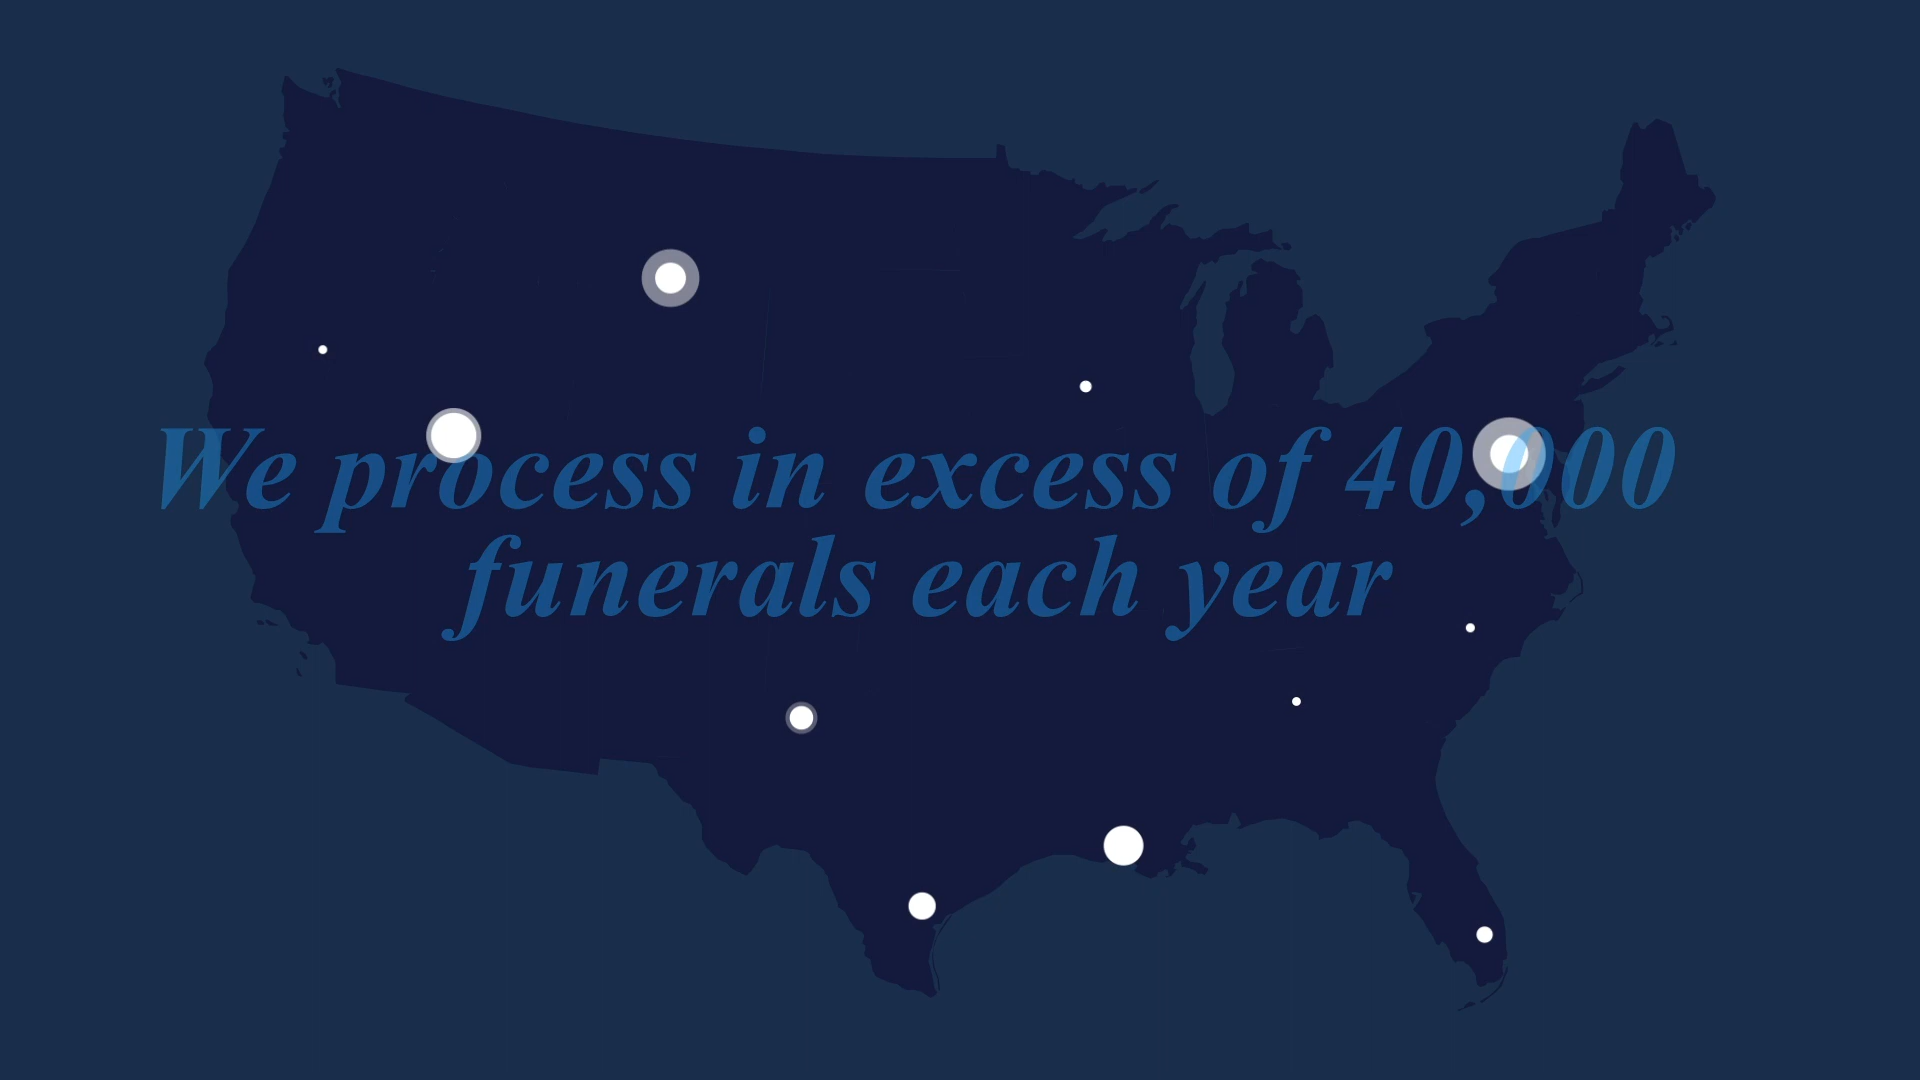 We process in excess of 40,000
funerals each year